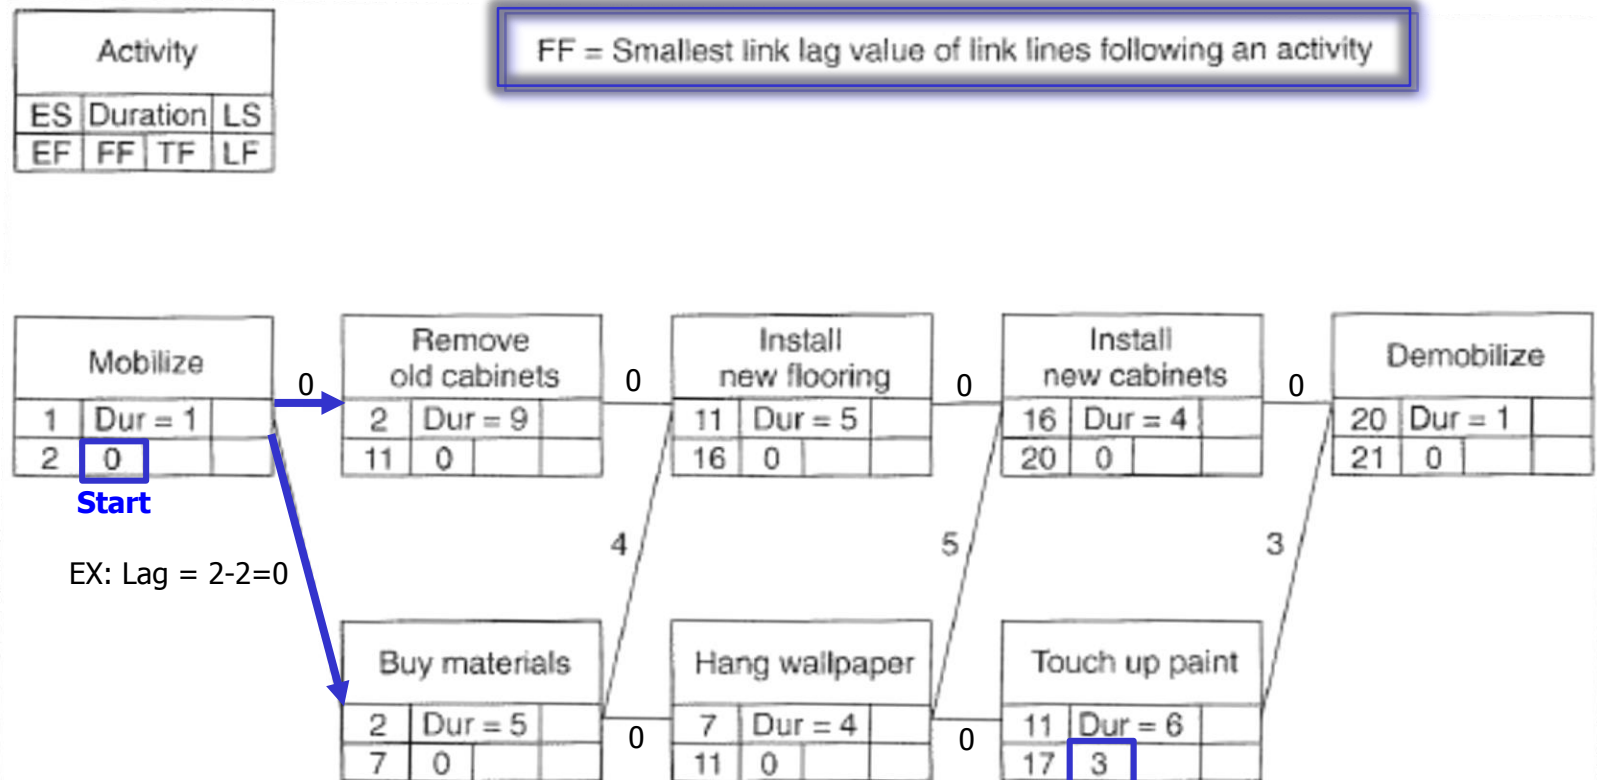 Activity
FF = Smallest link lag value of link lines following an activity
ES Duration LS
EF FF TF LF
Mobilize
1 Dur = 1
2 0
Start
0
Remove
old cabinets
2 Dur = 9
11 0
0
Install
new flooring
11 Dur = 5
16 0
0
Install
new cabinets
16 Dur = 4
20 0
0
Demobilize
20 Dur = 1
21 0
4
5
3
EX: Lag = 2-2=0
Buy materials
2 Dur = 5
7 0
0
Hang wallpaper
7 Dur = 4
11 0
0
Touch up paint
11 Dur = 6
17 3